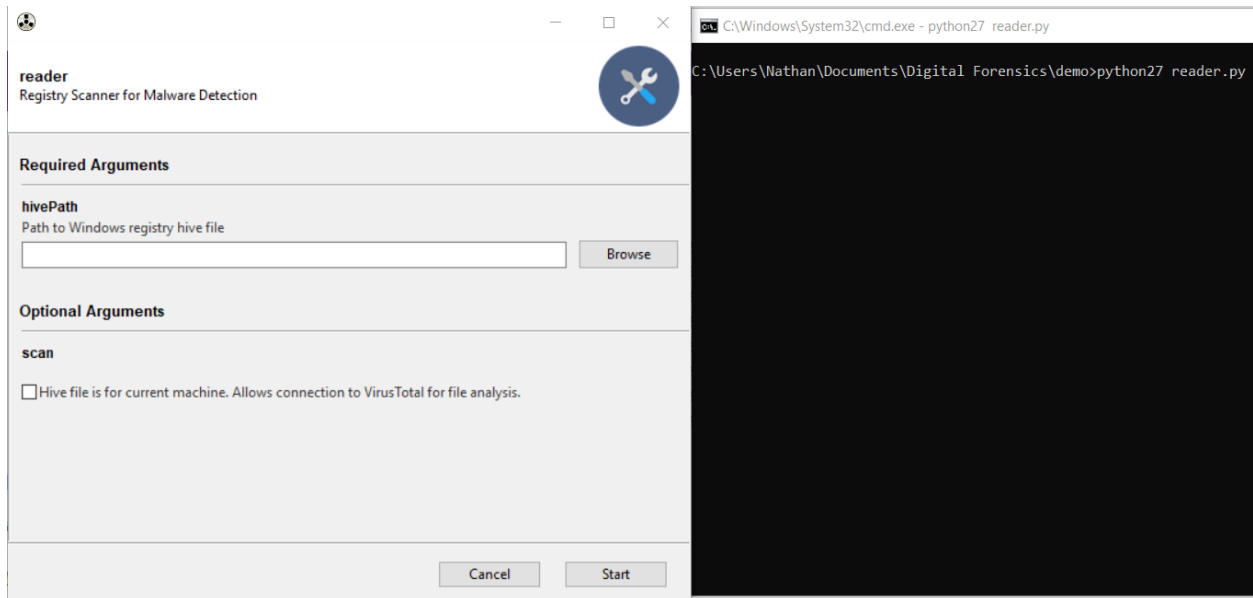 reader
Registry Scanner for Malware Detection
Required Arguments
hivePath
Path to Windows registry hive file
Browse
Optional Arguments
scan
Hive file is for current machine. Allows connection to VirusTotal for file analysis.
Cancel
Start
C:\Windows\System32\cmd.exe - python27 reader.py
C:\Users\Nathan\Documents\Digital Forensics\demo>python27 reader.py